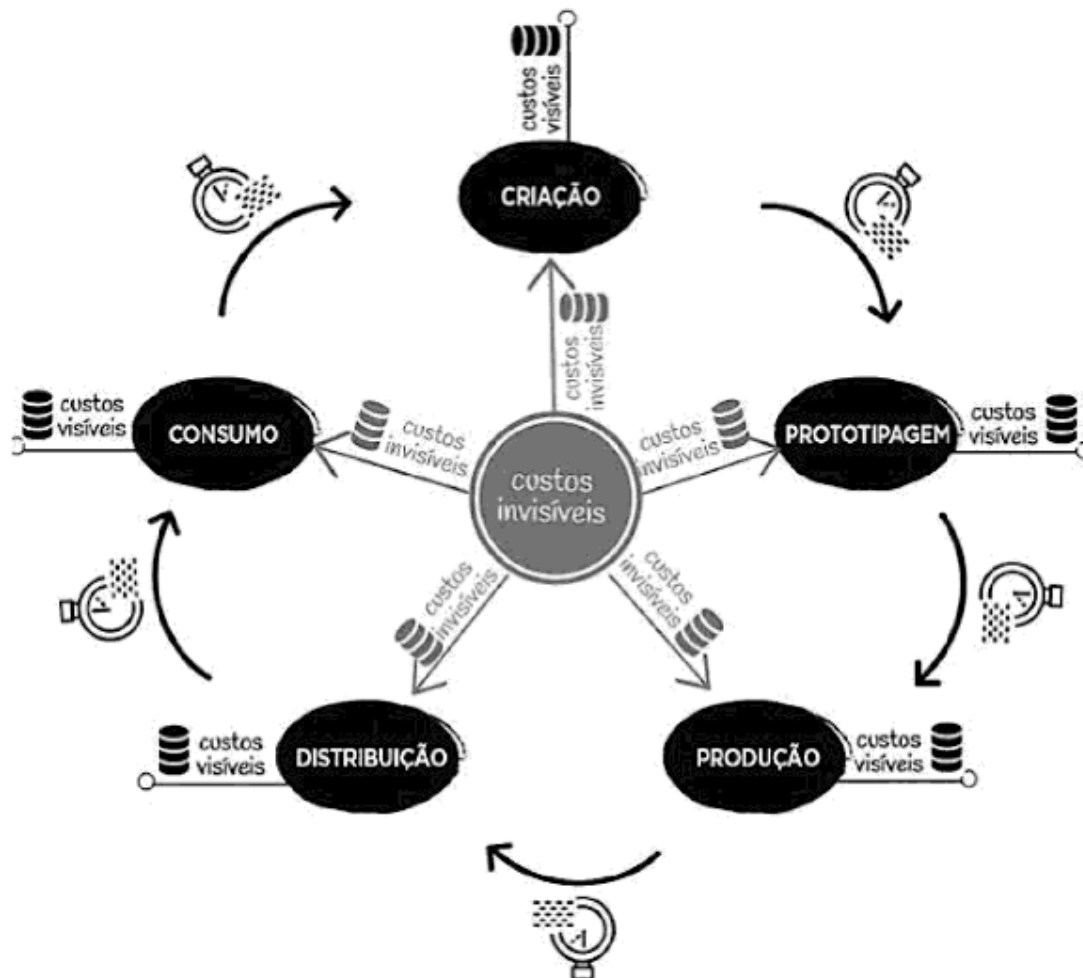 custos
visíveis
CRIAÇÃO
custos
invisíveis
custos
visíveis
CONSUMO
custos
invisíveis
custos
invisíveis
custos
invisíveis
PROTOTIPAGEM
custos
visíveis
custos
invisíveis
custos
invisíveis
custos
visíveis
DISTRIBUIÇÃO
PRODUÇÃO
custos
visíveis